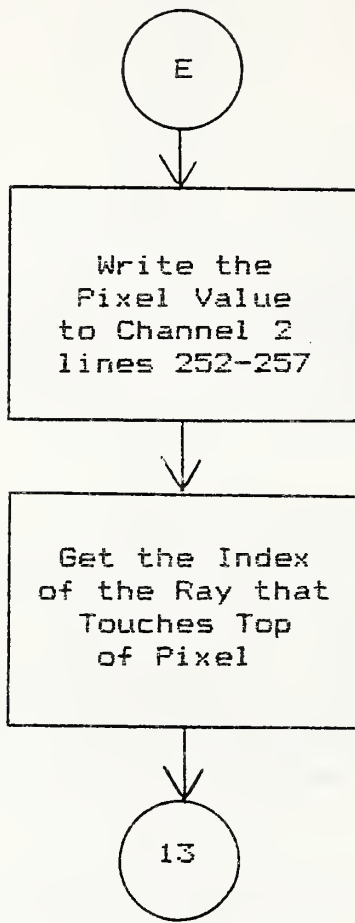 E
Write the
Pixel Value
to Channel 2
lines 252-257
Get the Index
of the Ray that
Touches Top
of Pixel
13